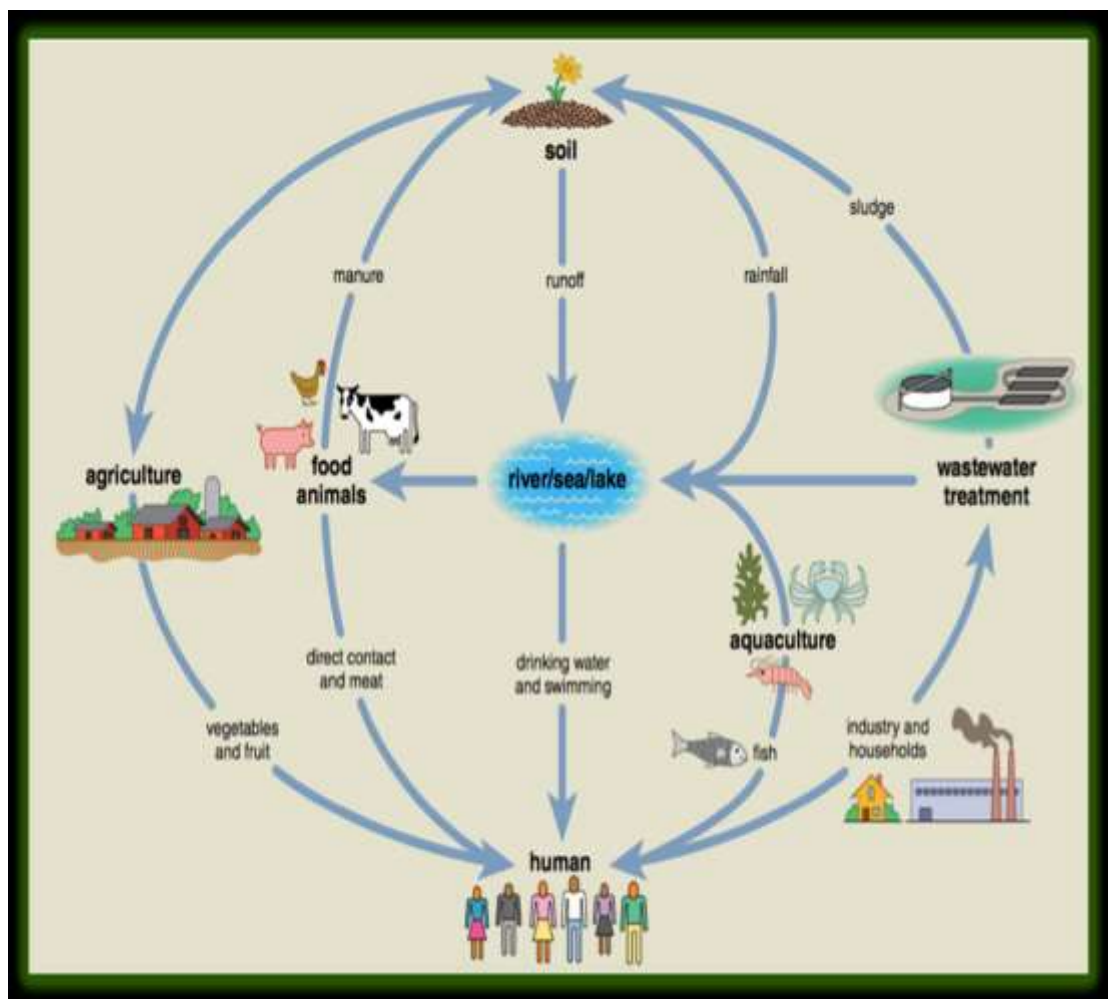 soil
sludge
manure
runoff
rainfall
agriculture
food
animals
river/sea/lake
wastewater
treatment
aquaculture
direct contact
and meat
drinking water
and swimming
vegetables
and fruit
fish
industry and
households
human